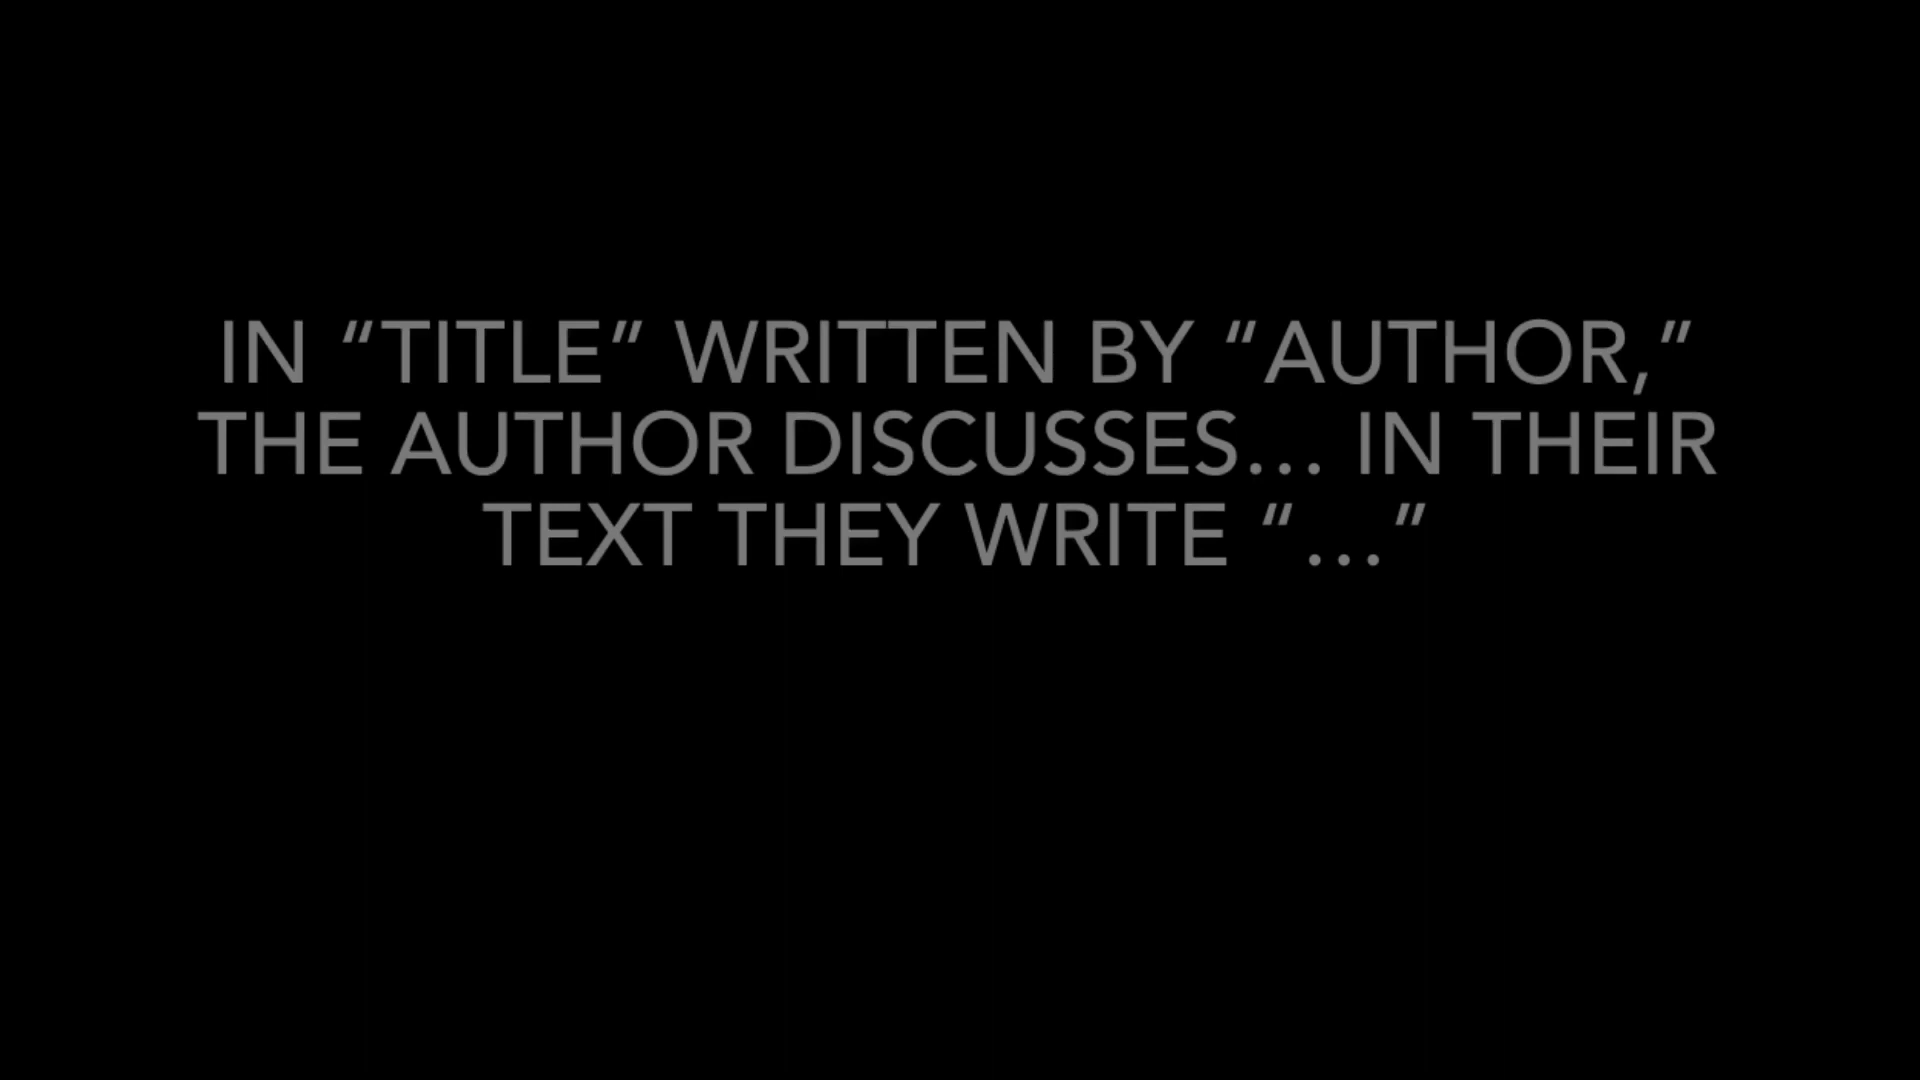 IN “TITLE” WRITTEN BY “AUTHOR,”
THE AUTHOR DISCUSSES... IN THEIR
TEXT THEY WRITE “...”